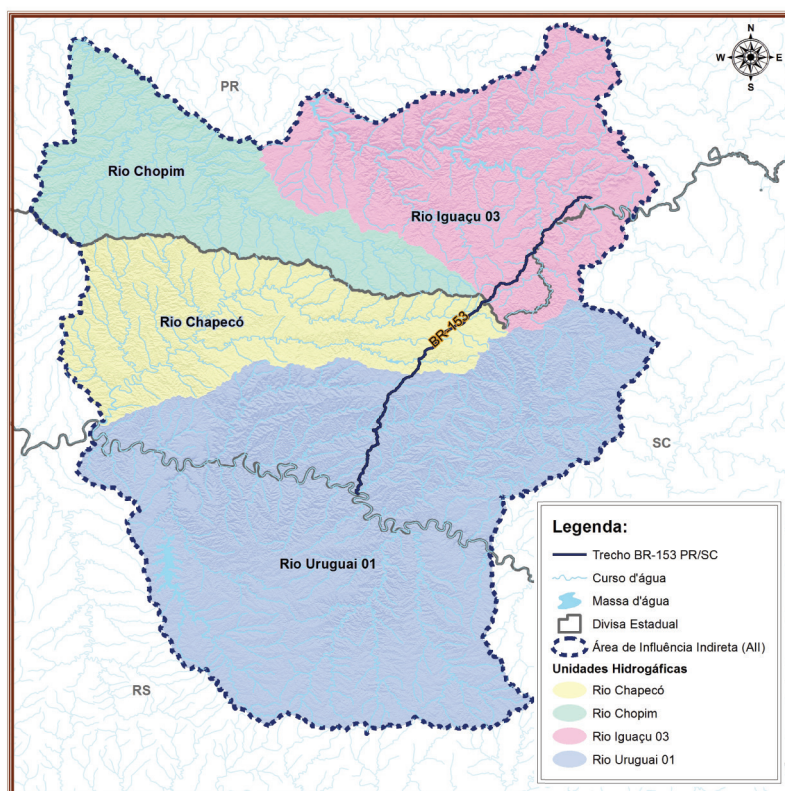 N
W E
S
PR
Rio Chopim
Rio Iguaçu 03
Rio Chapecó
BR-153
SC
Rio Uruguai 01
RS
Legenda:
Trecho BR-153 PR/SC
Curso d'água
Massa d'água
Divisa Estadual
Área de Influência Indireta (AII)
Unidades Hidrogáficas
Rio Chapecó
Rio Chopim
Rio Iguaçu 03
Rio Uruguai 01